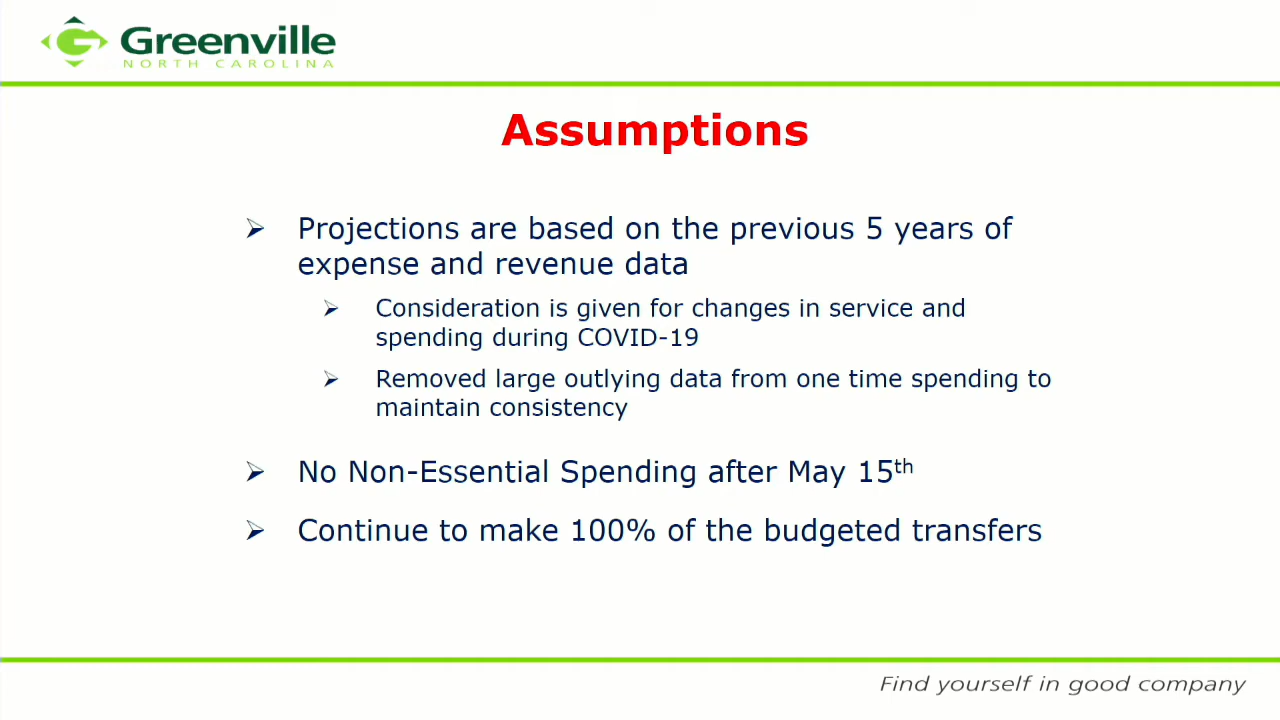 Greenville
NORTH CAROLINA
Assumptions
Projections are based on the previous 5 years of
expense and revenue data
Consideration is given for changes in service and
spending during COVID-19
Removed large outlying data from one time spending to
maintain consistency
No Non-Essential Spending after May 15th
Continue to make 100% of the budgeted transfers
Find yourself in good company